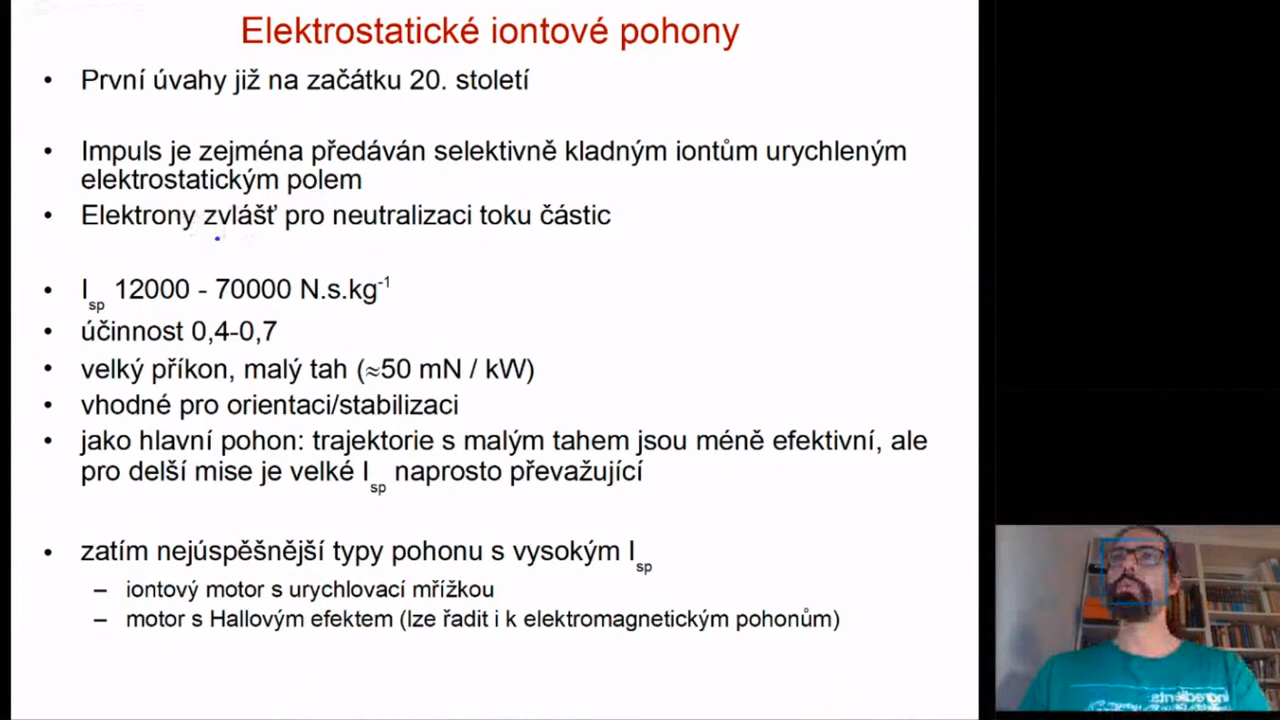 Elektrostatické iontové pohony
• První úvahy již na začátku 20. století
• Impuls je zejména předáván selektivně kladným iontům urychleným
elektrostatickým polem
• Elektrony zvlášť pro neutralizaci toku částic
• I_sp 12000 - 70000 N.s.kg⁻¹
• účinnost 0,4-0,7
• velký příkon, malý tah (≈50 mN / kW)
• vhodné pro orientaci/stabilizaci
• jako hlavní pohon: trajektorie s malým tahem jsou méně efektivní, ale
pro delší mise je velké I_sp naprosto převažující
• zatím nejúspěšnější typy pohonu s vysokým I_sp
– iontový motor s urychlovací mřížkou
– motor s Hallovým efektem (lze řadit i k elektromagnetickým pohonům)
ingredients